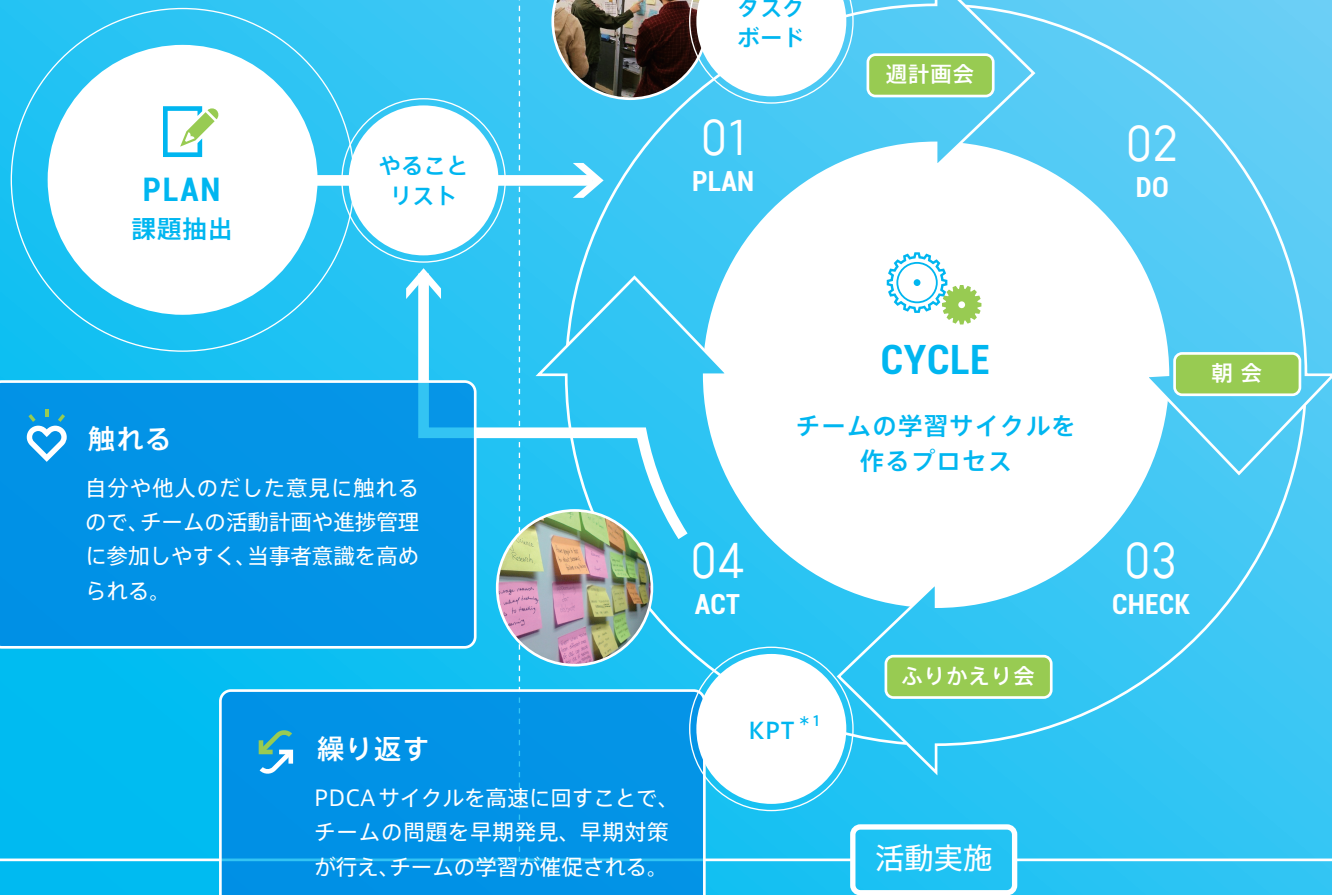 タスク
ボード
週計画会
PLAN
課題抽出
やること
リスト
01
PLAN
02
DO
CYCLE
チームの学習サイクルを
作るプロセス
朝会
触れる
自分や他人のだした意見に触れる
ので、チームの活動計画や進捗管理
に参加しやすく、当事者意識を高め
られる。
04
ACT
03
CHECK
ふりかえり会
KPT*1
繰り返す
PDCAサイクルを高速に回すことで、
チームの問題を早期発見、早期対策
が行え、チームの学習が催促される。
活動実施